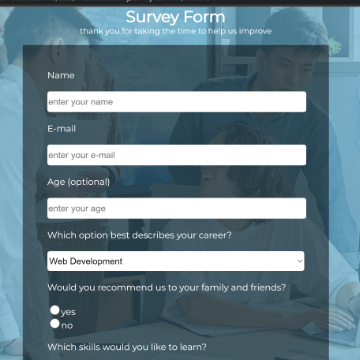 Survey Form
thank you for taking the time to help us improve
Name
enter your name
E-mail
enter your e-mail
Age (optional)
enter your age
Which option best describes your career?
Web Development
Would you recommend us to your family and friends?
yes
no
Which skills would you like to learn?